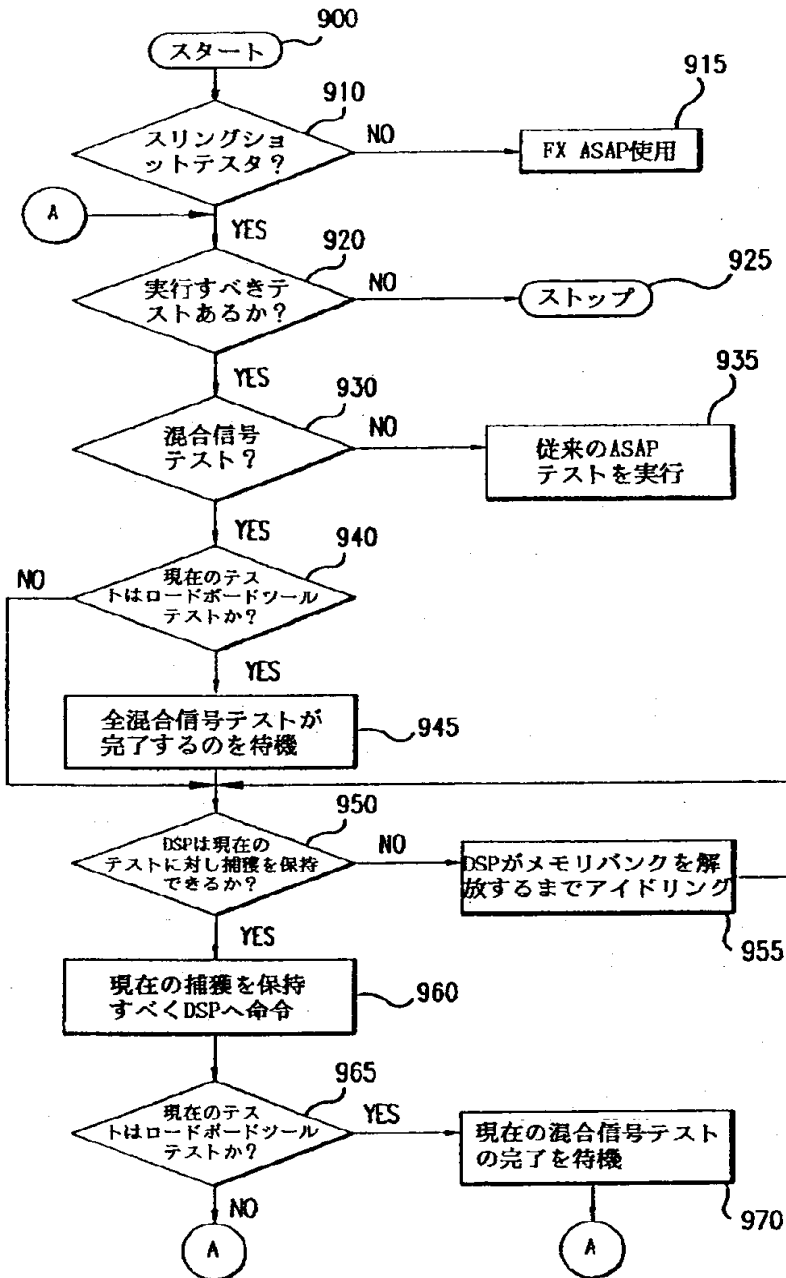 900
スタート
910
スリングショ
ットテスタ?
NO
915
FX ASAP使用
A
YES
920
実行すべきテ
ストあるか?
NO
925
ストップ
YES
930
混合信号
テスト?
NO
935
従来のASAP
テストを実行
YES
940
NO
現在のテス
トはロードボードツール
テストか?
YES
全混合信号テストが
完了するのを待機
945
950
DSPは現在の
テストに対し捕獲を保持
できるか?
NO
DSPがメモリバンクを解
放するまでアイドリング
955
YES
現在の捕獲を保持
すべくDSPへ命令
960
965
現在のテス
トはロードボードツール
テストか?
YES
現在の混合信号テスト
の完了を待機
970
NO
A
A